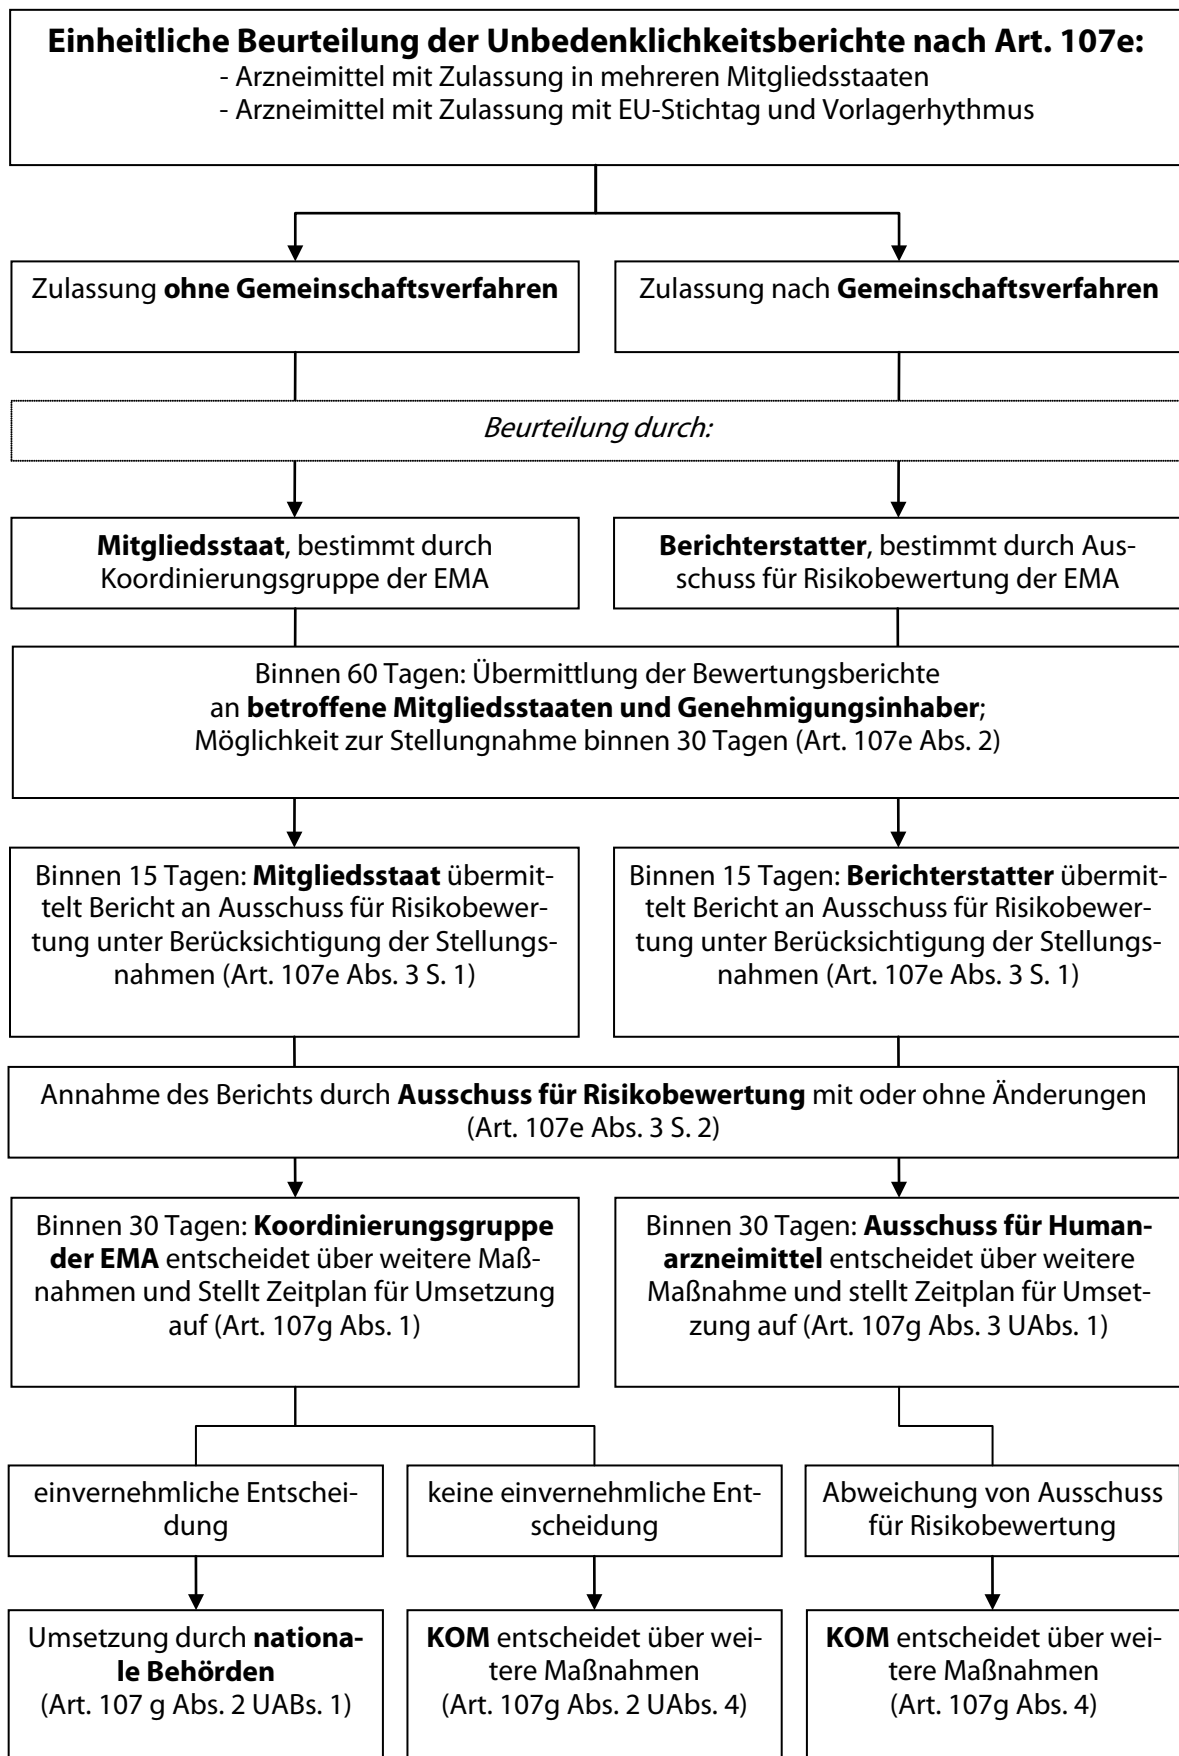 Einheitliche Beurteilung der Unbedenklichkeitsberichte nach Art. 107e:
- Arzneimittel mit Zulassung in mehreren Mitgliedsstaaten
- Arzneimittel mit Zulassung mit EU-Stichtag und Vorlagerhythmus
Zulassung ohne Gemeinschaftsverfahren
Zulassung nach Gemeinschaftsverfahren
Beurteilung durch:
Mitgliedsstaat, bestimmt durch
Koordinierungsgruppe der EMA
Berichterstatter, bestimmt durch Aus-
schuss für Risikobewertung der EMA
Binnen 60 Tagen: Übermittlung der Bewertungsberichte
an betroffene Mitgliedsstaaten und Genehmigungsinhaber;
Möglichkeit zur Stellungnahme binnen 30 Tagen (Art. 107e Abs. 2)
Binnen 15 Tagen: Mitgliedsstaat übermit-
telt Bericht an Ausschuss für Risikobewer-
tung unter Berücksichtigung der Stellungs-
nahmen (Art. 107e Abs. 3 S. 1)
Binnen 15 Tagen: Berichterstatter übermit-
telt Bericht an Ausschuss für Risikobewer-
tung unter Berücksichtigung der Stellungs-
nahmen (Art. 107e Abs. 3 S. 1)
Annahme des Berichts durch Ausschuss für Risikobewertung mit oder ohne Änderungen
(Art. 107e Abs. 3 S. 2)
Binnen 30 Tagen: Koordinierungsgruppe
der EMA entscheidet über weitere Maß-
nahmen und Stellt Zeitplan für Umsetzung
auf (Art. 107g Abs. 1)
Binnen 30 Tagen: Ausschuss für Human-
arzneimittel entscheidet über weitere
Maßnahme und stellt Zeitplan für Umset-
zung auf (Art. 107g Abs. 3 UAbs. 1)
einvernehmliche Entschei-
dung
keine einvernehmliche Ent-
scheidung
Abweichung von Ausschuss
für Risikobewertung
Umsetzung durch nationa-
le Behörden
(Art. 107 g Abs. 2 UABs. 1)
KOM entscheidet über wei-
tere Maßnahmen
(Art. 107g Abs. 2 UAbs. 4)
KOM entscheidet über wei-
tere Maßnahmen
(Art. 107g Abs. 4)